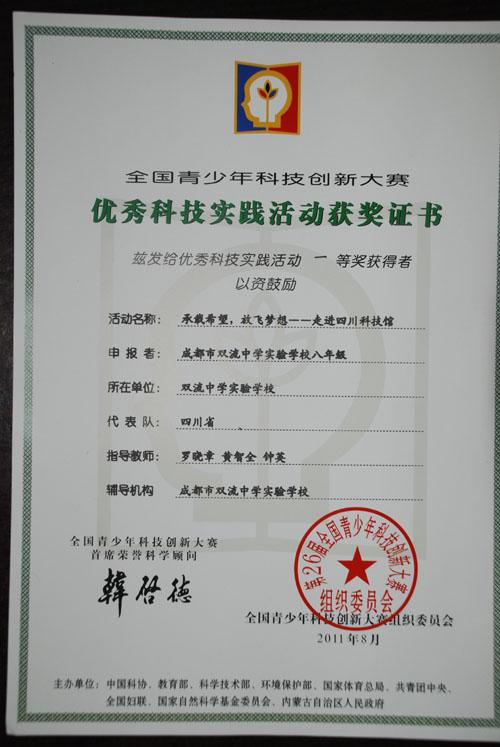 全国青少年科技创新大赛
优秀科技实践活动获奖证书
兹发给优秀科技实践活动 一 等奖获得者
以资鼓励
活动名称: 承载希望,放飞梦想——走进四川科技馆
申 报 者: 成都市双流中学实验学校八年级
所在单位: 双流中学实验学校
代 表 队: 四川省
指导教师: 罗晓章 黄智全 钟英
辅导机构 成都市双流中学实验学校
全国青少年科技创新大赛
首席荣誉科学顾问
韩启德
第26届全国青少年科技创新大赛
组织委员会
全国青少年科技创新大赛组织委员会
2011年8月
主办单位:中国科协、教育部、科学技术部、环境保护部、国家体育总局、共青团中央、
全国妇联、国家自然科学基金委员会、内蒙古自治区人民政府